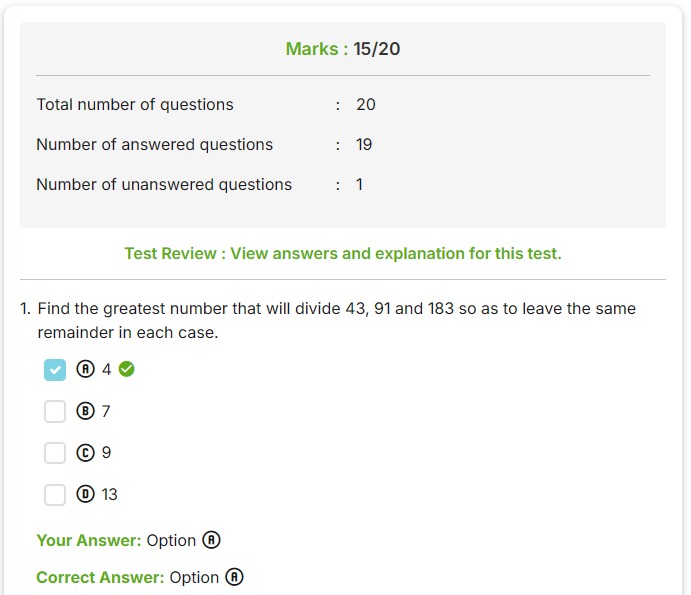 Marks : 15/20
Total number of questions : 20
Number of answered questions : 19
Number of unanswered questions : 1
Test Review : View answers and explanation for this test.
1. Find the greatest number that will divide 43, 91 and 183 so as to leave the same
remainder in each case.
A 4
B 7
C 9
D 13
Your Answer: Option A
Correct Answer: Option A